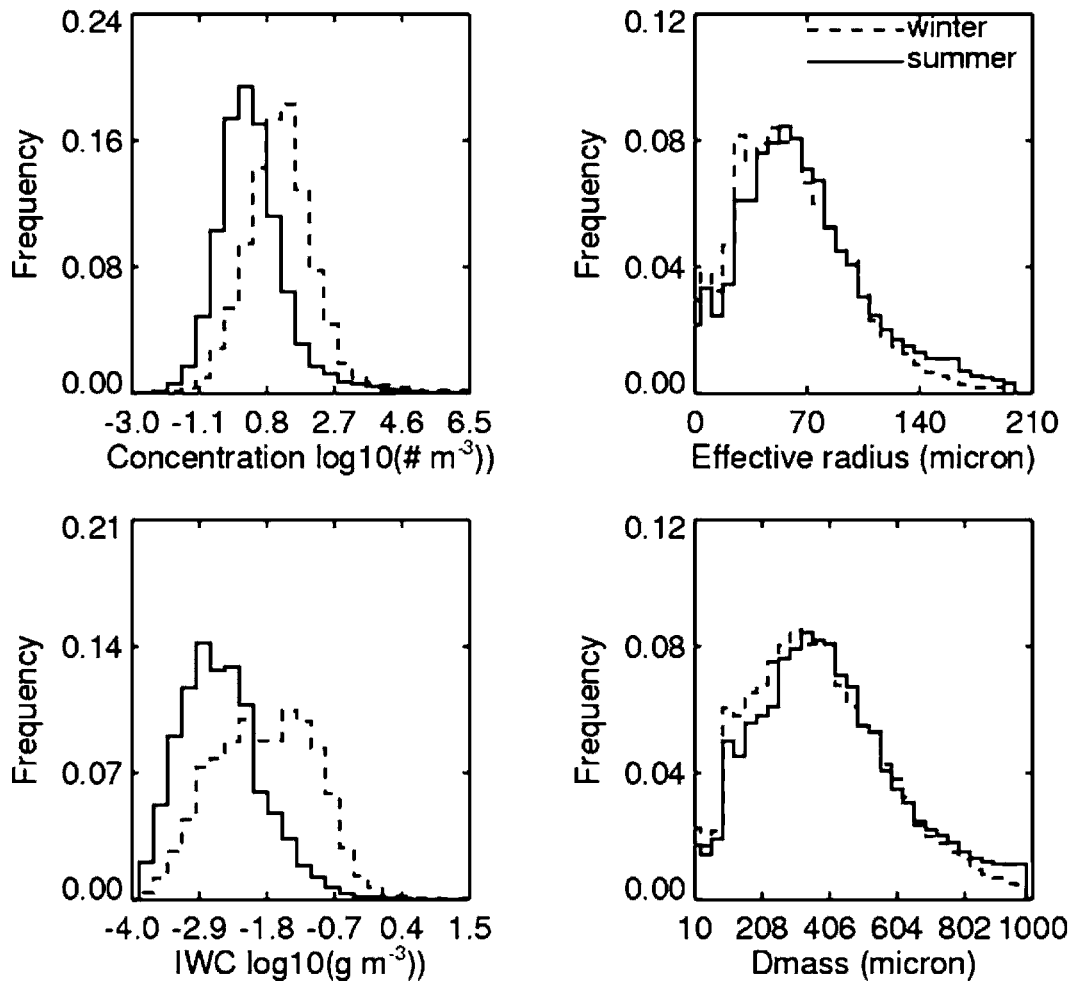 0.24
0.16
0.08
0.00
Frequency
-3.0 -1.1 0.8 2.7 4.6 6.5
Concentration log10(# m-3))
0.12
0.08
0.04
0.00
Frequency
winter
summer
0 70 140 210
Effective radius (micron)
0.21
0.14
0.07
0.00
Frequency
-4.0 -2.9 -1.8 -0.7 0.4 1.5
IWC log10(g m-3))
0.12
0.08
0.04
0.00
Frequency
10 208 406 604 802 1000
Dmass (micron)